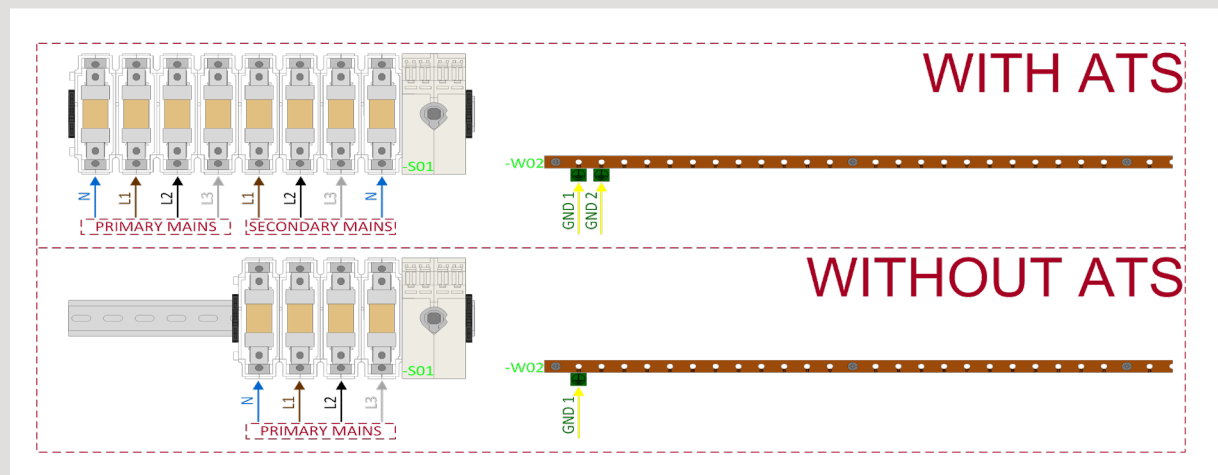 WITH ATS
-S01
-W02
N L1 L2 L3 L1 L2 L3 N
GND 1 GND 2
PRIMARY MAINS SECONDARY MAINS
WITHOUT ATS
-S01
-W02
N L1 L2 L3
GND 1
PRIMARY MAINS